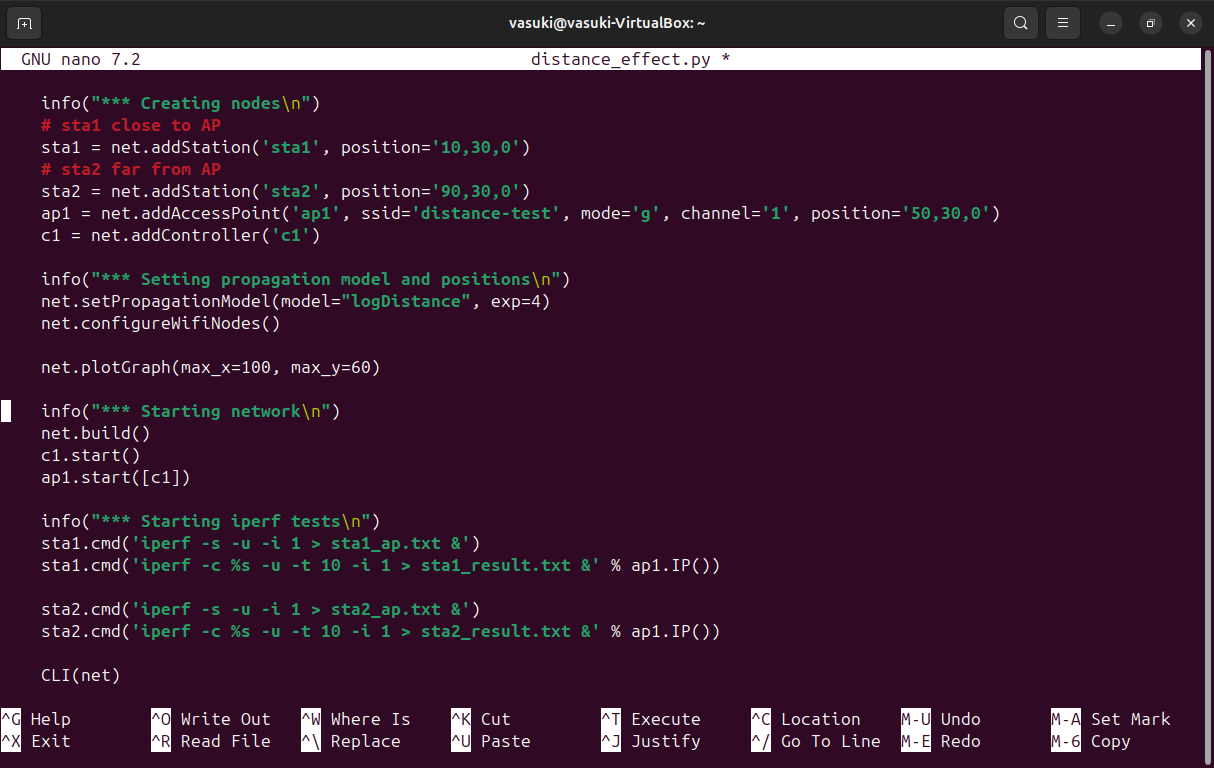 vasuki@vasuki-VirtualBox: ~
GNU nano 7.2 distance_effect.py *
info("*** Creating nodes\n")
# sta1 close to AP
sta1 = net.addStation('sta1', position='10,30,0')
# sta2 far from AP
sta2 = net.addStation('sta2', position='90,30,0')
ap1 = net.addAccessPoint('ap1', ssid='distance-test', mode='g', channel='1', position='50,30,0')
c1 = net.addController('c1')
info("*** Setting propagation model and positions\n")
net.setPropagationModel(model="logDistance", exp=4)
net.configureWifiNodes()
net.plotGraph(max_x=100, max_y=60)
info("*** Starting network\n")
net.build()
c1.start()
ap1.start([c1])
info("*** Starting iperf tests\n")
sta1.cmd('iperf -s -u -i 1 > sta1_ap.txt &')
sta1.cmd('iperf -c %s -u -t 10 -i 1 > sta1_result.txt &' % ap1.IP())
sta2.cmd('iperf -s -u -i 1 > sta2_ap.txt &')
sta2.cmd('iperf -c %s -u -t 10 -i 1 > sta2_result.txt &' % ap1.IP())
CLI(net)
^G Help ^O Write Out ^W Where Is ^K Cut ^T Execute ^C Location M-U Undo M-A Set Mark
^X Exit ^R Read File ^\ Replace ^U Paste ^J Justify ^/ Go To Line M-E Redo M-6 Copy